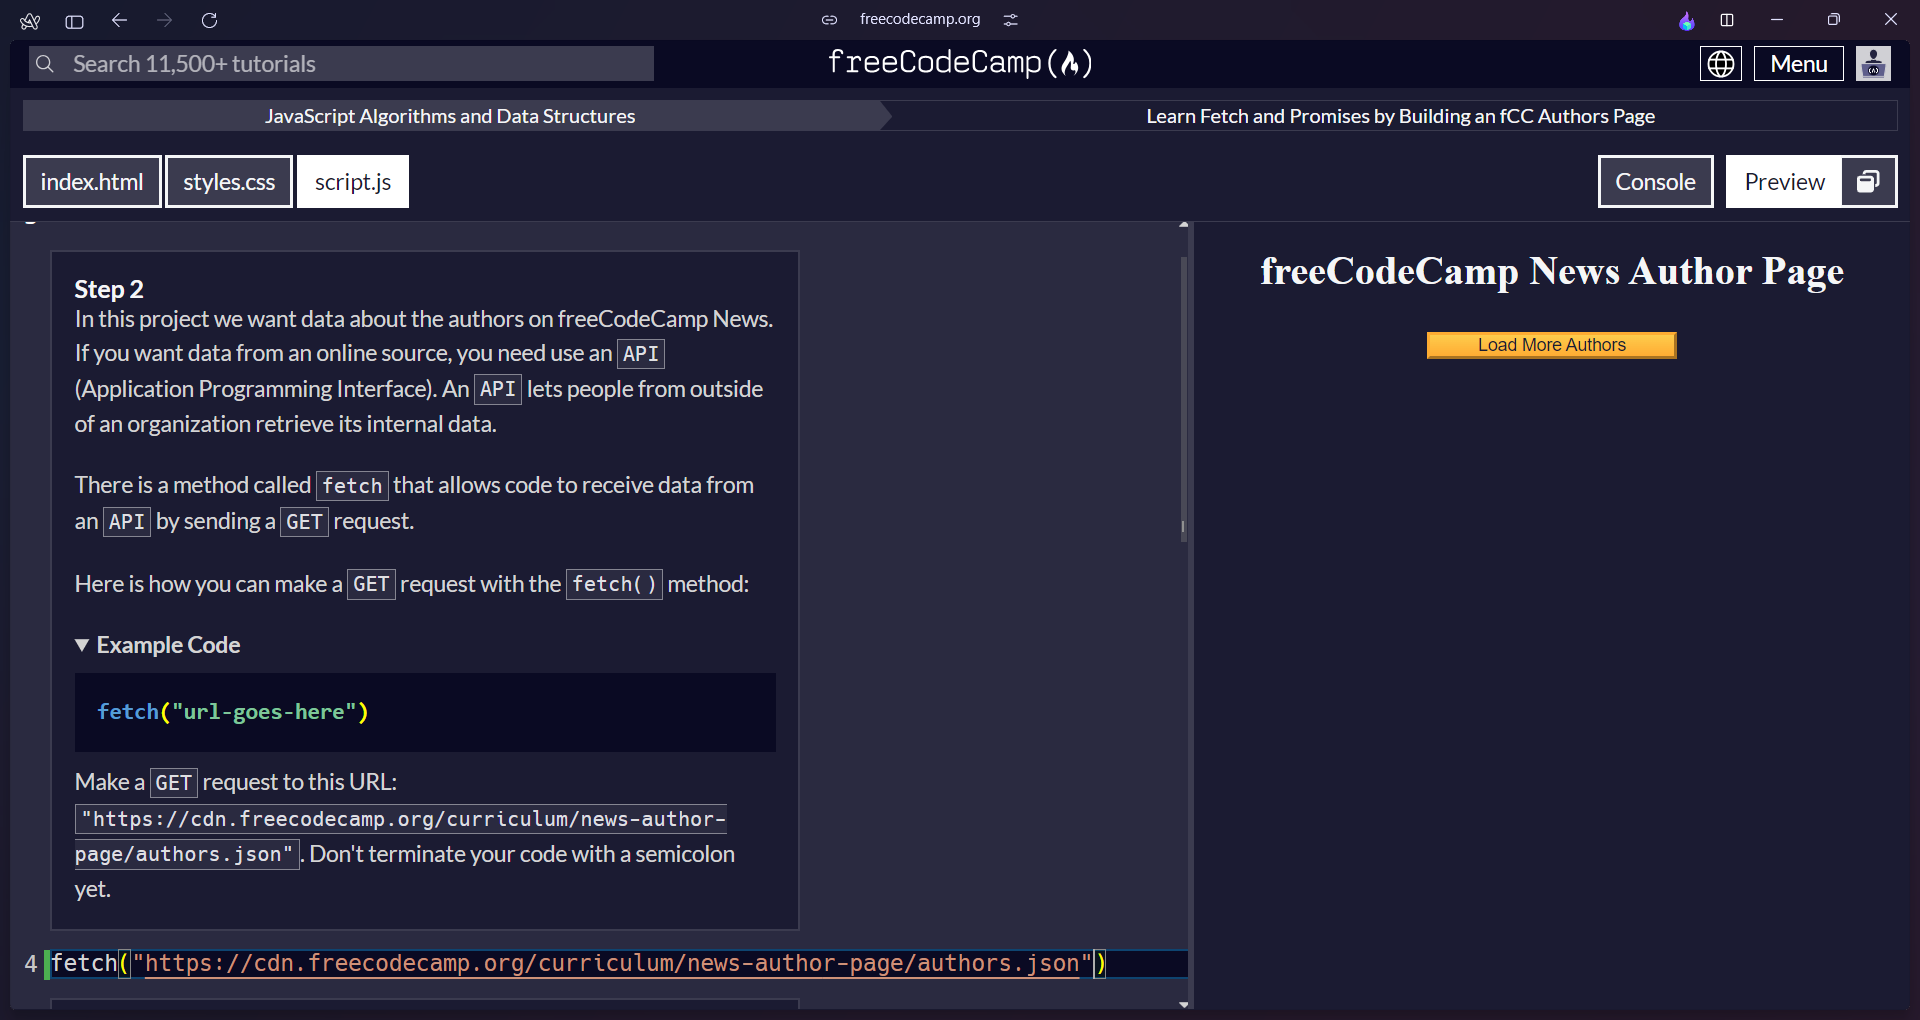 freecodecamp.org
Search 11,500+ tutorials
freeCodeCamp
Menu
JavaScript Algorithms and Data Structures
Learn Fetch and Promises by Building an fCC Authors Page
index.html
styles.css
script.js
Console
Preview
Step 2
In this project we want data about the authors on freeCodeCamp News.
If you want data from an online source, you need use an API
(Application Programming Interface). An API lets people from outside
of an organization retrieve its internal data.
There is a method called fetch that allows code to receive data from
an API by sending a GET request.
Here is how you can make a GET request with the fetch() method:
▼ Example Code
fetch("url-goes-here")
Make a GET request to this URL:
"https://cdn.freecodecamp.org/curriculum/news-author-
page/authors.json". Don't terminate your code with a semicolon
yet.
4 fetch("https://cdn.freecodecamp.org/curriculum/news-author-page/authors.json")
freeCodeCamp News Author Page
Load More Authors